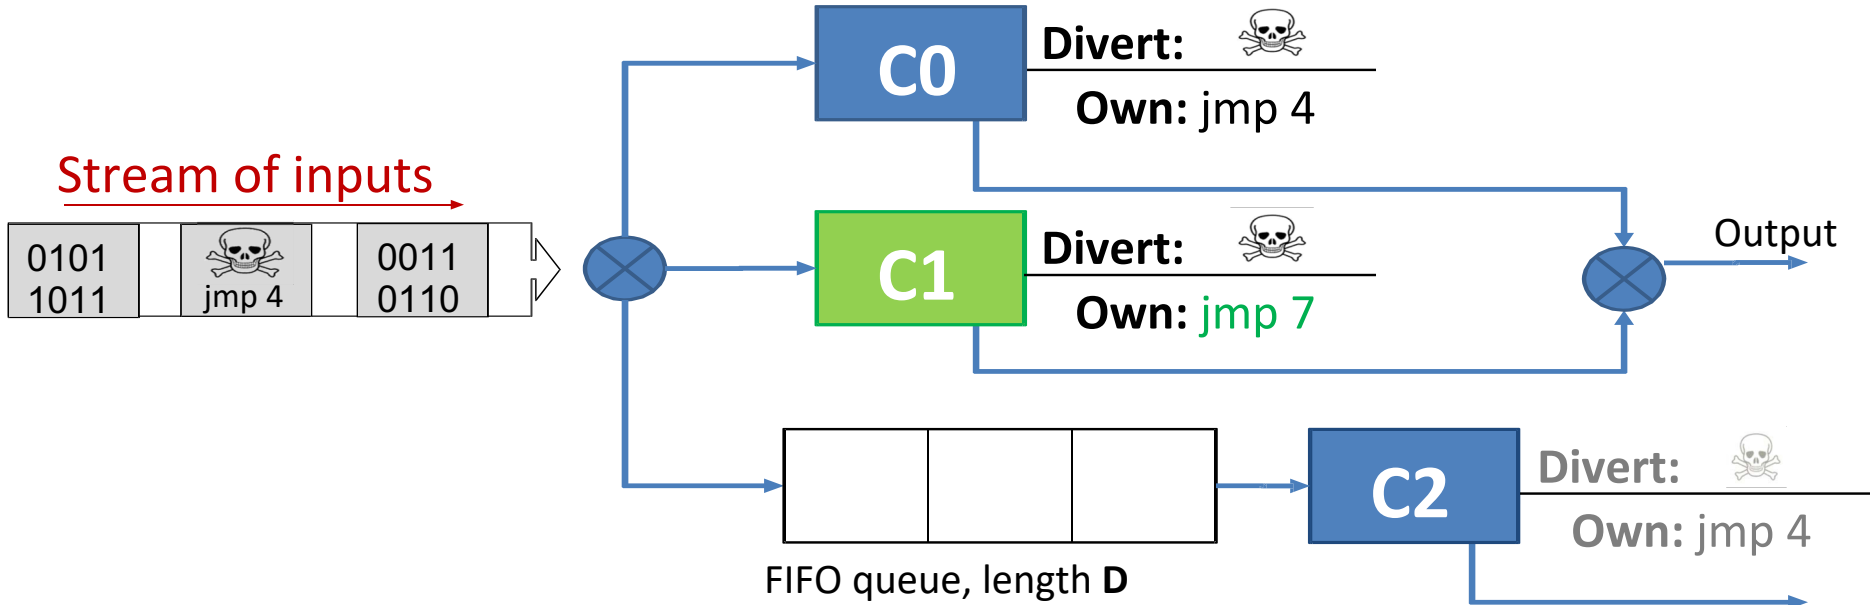 C0
Divert:
Own: jmp 4
Stream of inputs
0101
1011
jmp 4
0011
0110
C1
Divert:
Own: jmp 7
Output
C2
Divert:
Own: jmp 4
FIFO queue, length D